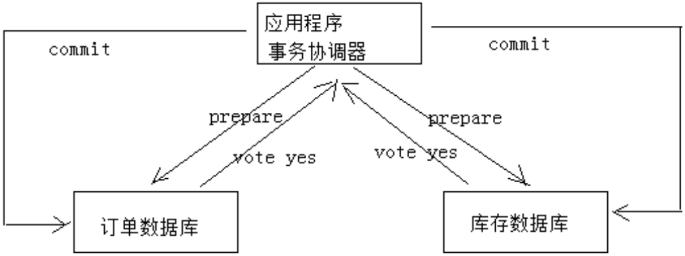 应用程序
事务协调器
commit
commit
prepare
prepare
vote yes
vote yes
订单数据库
库存数据库